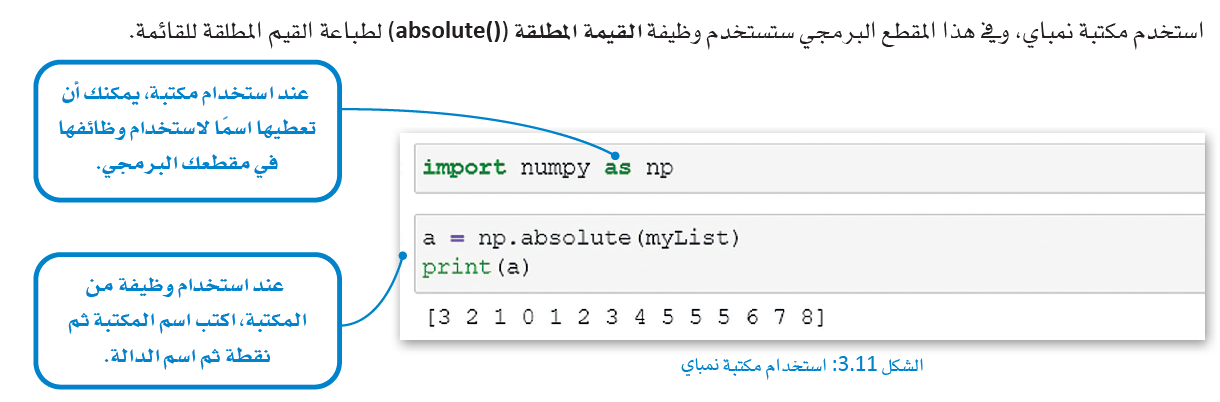 استخدم مكتبة نمباي، وفي هذا المقطع البرمجي ستستخدم وظيفة القيمة المطلقة (absolute()) لطباعة القيم المطلقة للقائمة.
عند استخدام مكتبة، يمكنك أن
تعطيها اسمًا لاستخدام وظائفها
في مقطعك البرمجي.
import numpy as np
a = np.absolute(myList)
print(a)
[3 2 1 0 1 2 3 4 5 5 5 6 7 8]
عند استخدام وظيفة من
المكتبة، اكتب اسم المكتبة ثم
نقطة ثم اسم الدالة.
الشكل 3.11: استخدام مكتبة نمباي